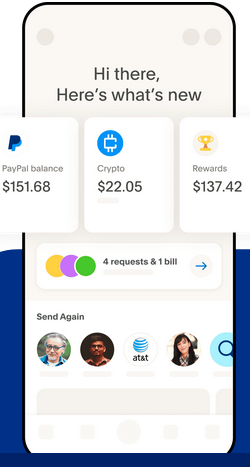 Hi there,
Here's what's new
PayPal balance
$151.68
Crypto
$22.05
Rewards
$137.42
4 requests & 1 bill
Send Again
at&t